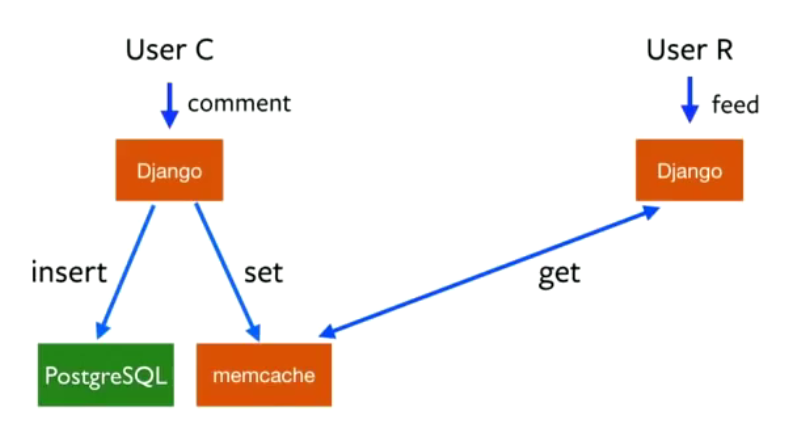 User C
User R
comment
feed
Django
Django
insert
set
get
PostgreSQL
memcache